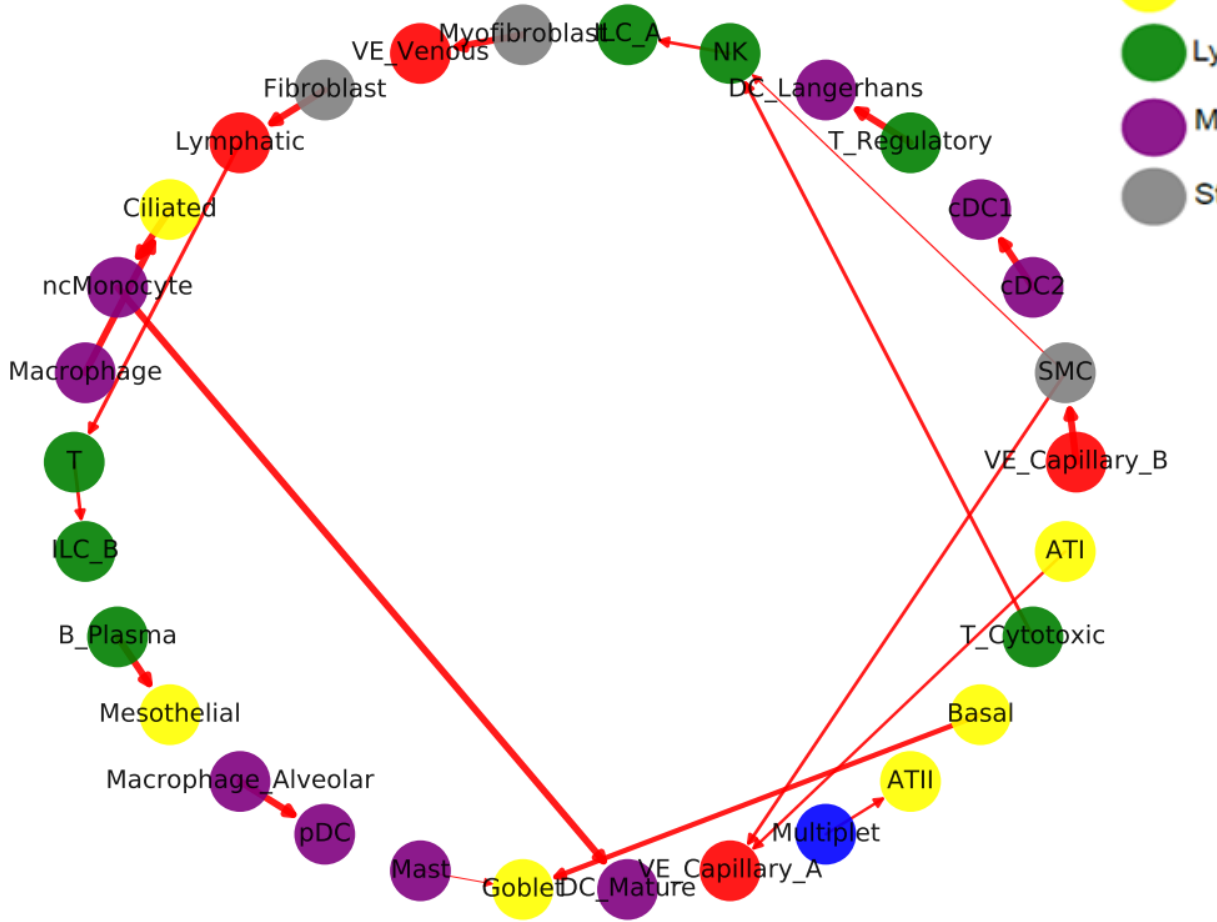 Myofibroblast
ILC_A
VE_Venous
NK
Fibroblast
DC_Langerhans
Lymphatic
T_Regulatory
Ciliated
cDC1
ncMonocyte
cDC2
Macrophage
SMC
T
VE_Capillary_B
ILC_B
ATI
B_Plasma
T_Cytotoxic
Mesothelial
Basal
Macrophage_Alveolar
ATII
pDC
Multiplet
Mast
VE_Capillary_A
Goblet
DC_Mature
Ly
M
St